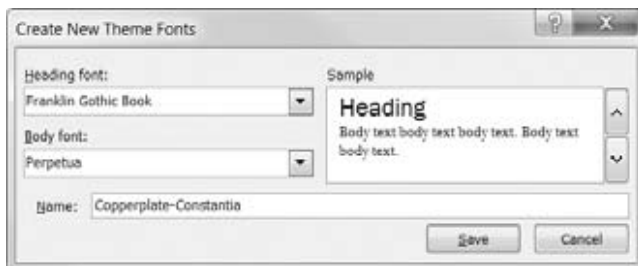 Create New Theme Fonts
Heading font:
Franklin Gothic Book
Body font:
Perpetua
Sample
Heading
Body text body text body text. Body text
body text.
Name: Copperplate-Constantia
Save Cancel